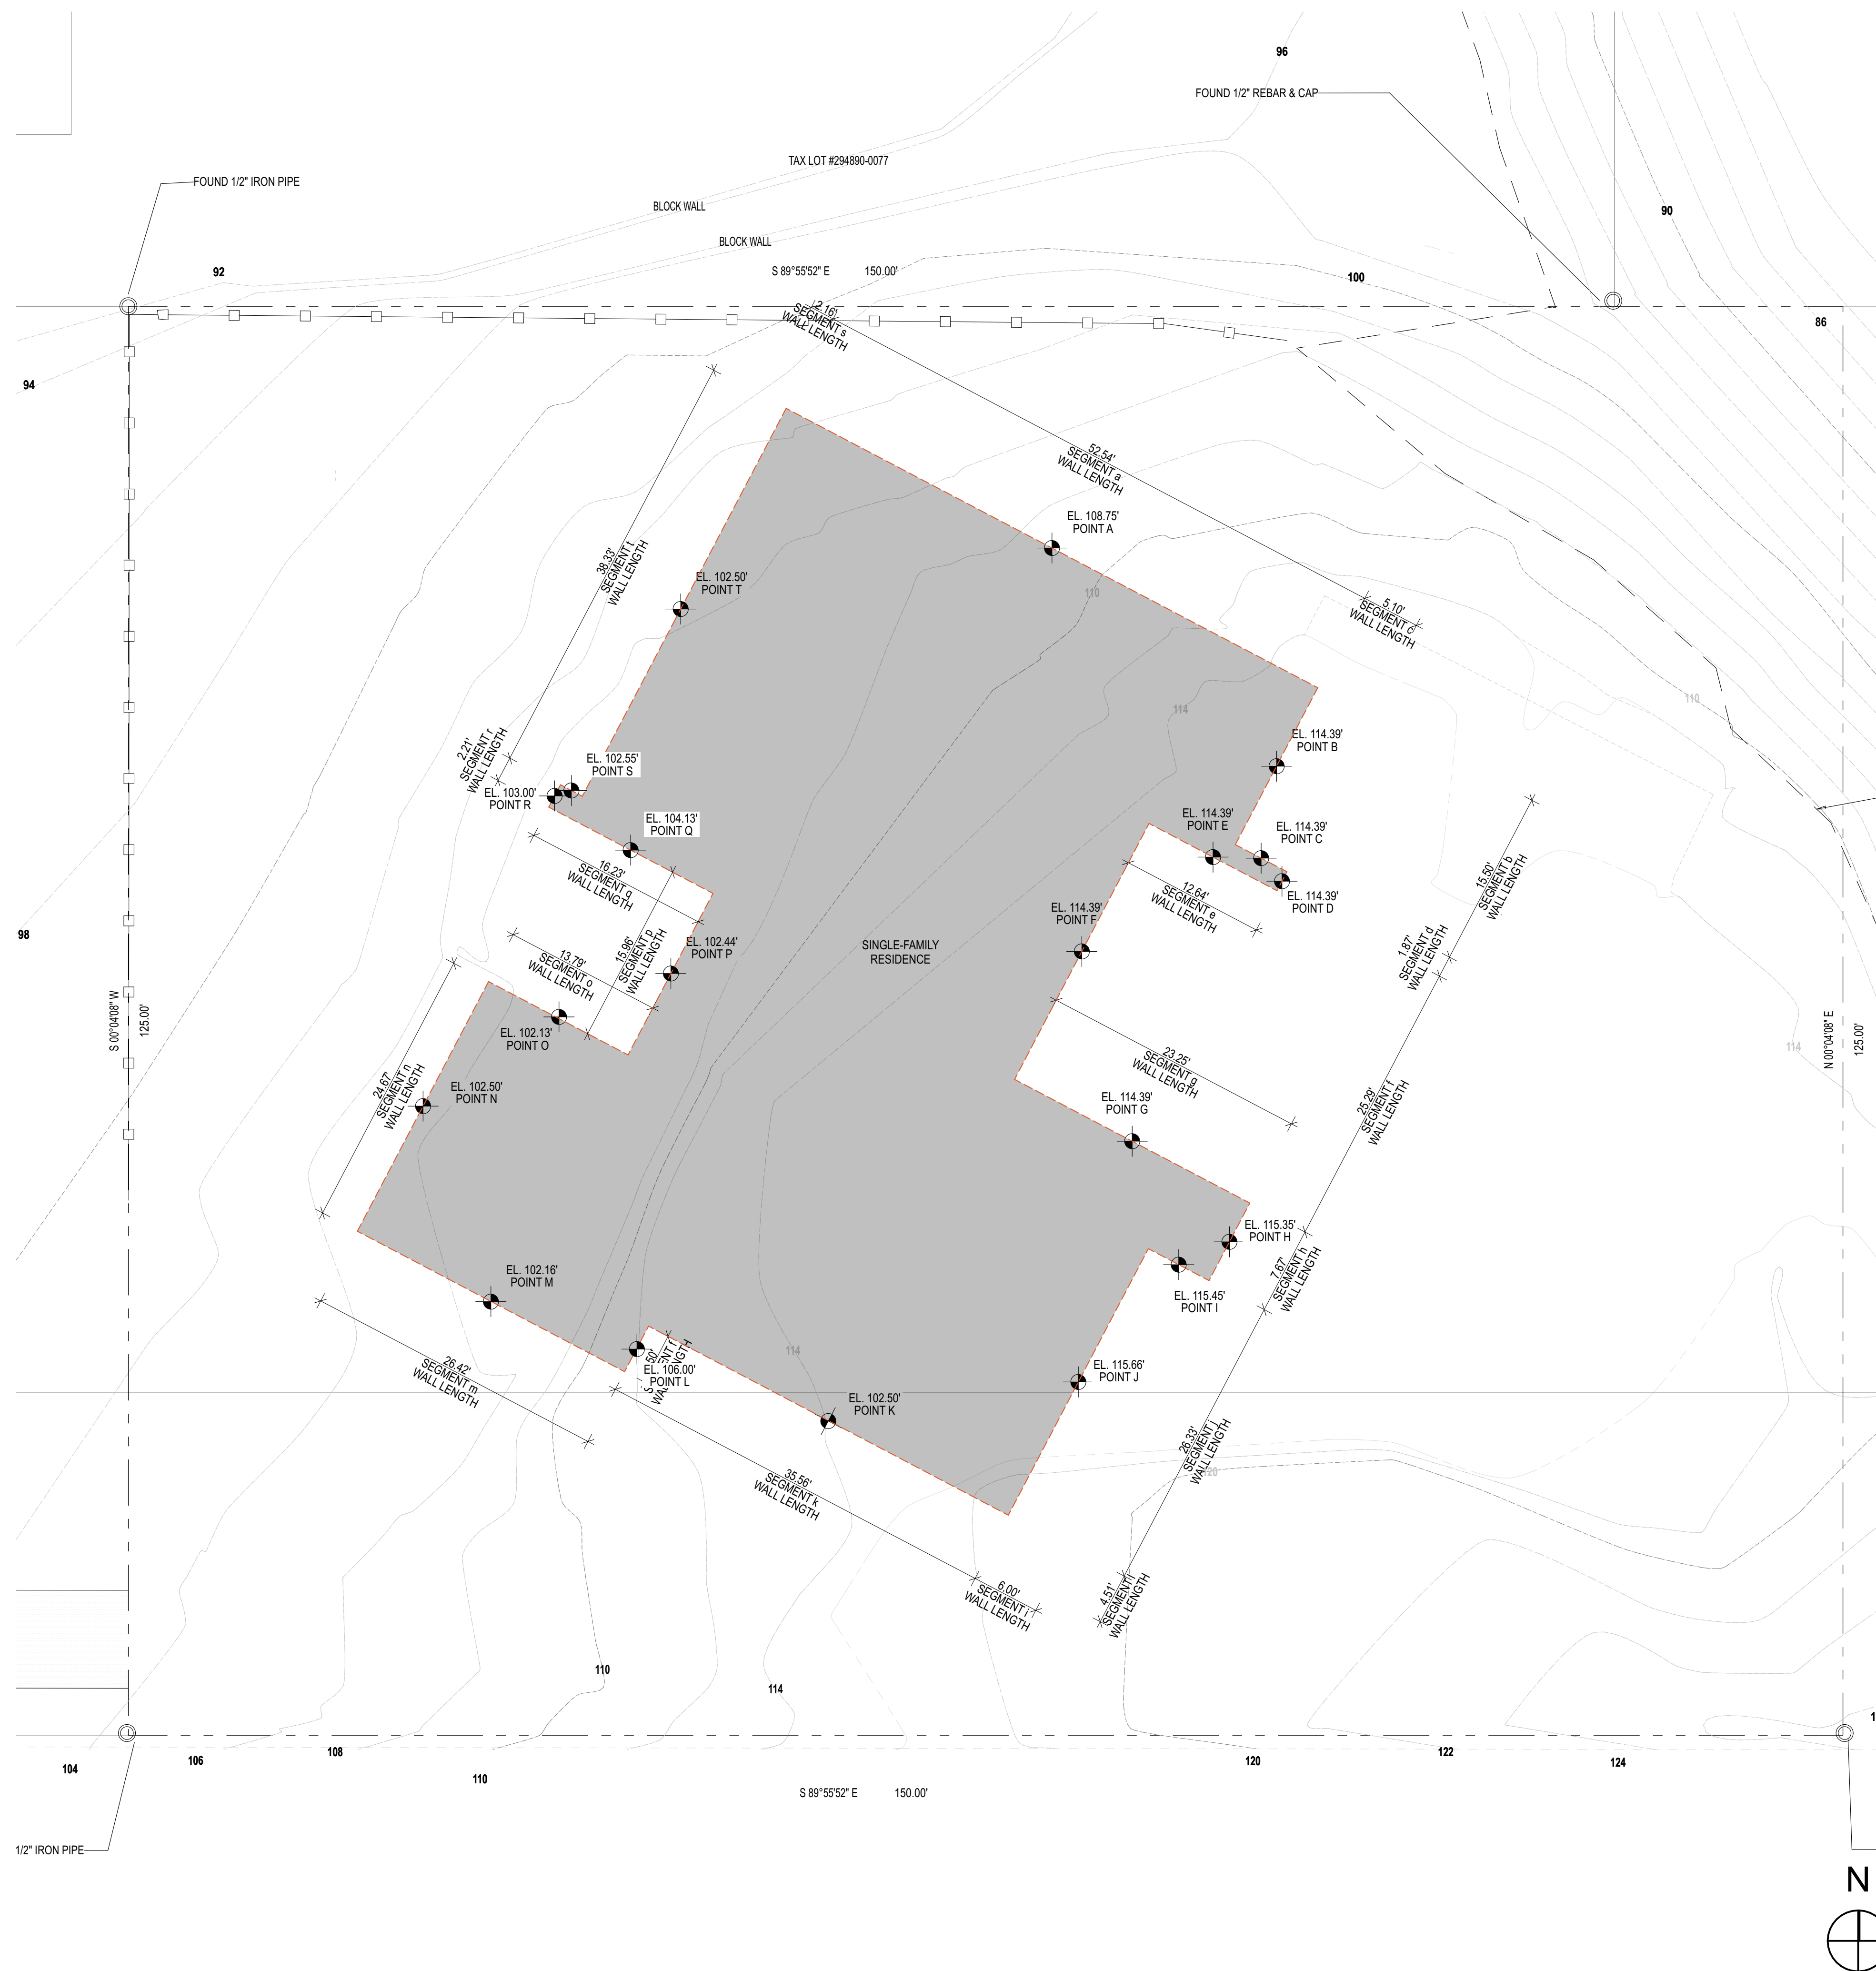 96
FOUND 1/2" REBAR & CAP
TAX LOT #294890-0077
FOUND 1/2" IRON PIPE
BLOCK WALL
90
BLOCK WALL
92
S 89°55'52" E 150.00'
100
86
2.16'
SEGMENT s
WALL LENGTH
94
52.54'
SEGMENT a
WALL LENGTH
EL. 108.75'
POINT A
38.33'
SEGMENT t
WALL LENGTH
EL. 102.50'
POINT T
110
5.10'
SEGMENT c
WALL LENGTH
110
114
2.21'
SEGMENT r
WALL LENGTH
EL. 114.39'
POINT B
EL. 102.55'
POINT S
EL. 103.00'
POINT R
EL. 104.13'
POINT Q
EL. 114.39'
POINT E
EL. 114.39'
POINT C
16.23'
SEGMENT q
WALL LENGTH
12.64'
SEGMENT e
WALL LENGTH
EL. 114.39'
POINT D
15.50'
SEGMENT b
WALL LENGTH
EL. 114.39'
POINT F
98
13.79'
SEGMENT o
WALL LENGTH
15.96'
SEGMENT p
WALL LENGTH
EL. 102.44'
POINT P
SINGLE-FAMILY
RESIDENCE
1.87'
SEGMENT d
WALL LENGTH
S 00°04'08" W
125.00'
EL. 102.13'
POINT O
23.25'
SEGMENT g
WALL LENGTH
114
N 00°04'08" E
125.00'
24.67'
SEGMENT n
WALL LENGTH
EL. 102.50'
POINT N
EL. 114.39'
POINT G
25.29'
SEGMENT f
WALL LENGTH
EL. 115.35'
POINT H
EL. 102.16'
POINT M
7.67'
SEGMENT h
WALL LENGTH
EL. 115.45'
POINT I
114
26.42'
SEGMENT m
WALL LENGTH
EL. 106.00'
POINT L
EL. 115.66'
POINT J
EL. 102.50'
POINT K
26.33'
SEGMENT j
WALL LENGTH
120
35.56'
SEGMENT k
WALL LENGTH
6.00'
SEGMENT i
WALL LENGTH
4.51'
SEGMENT l
WALL LENGTH
110
114
104
106
108
110
120
122
124
1
S 89°55'52" E 150.00'
1/2" IRON PIPE
N